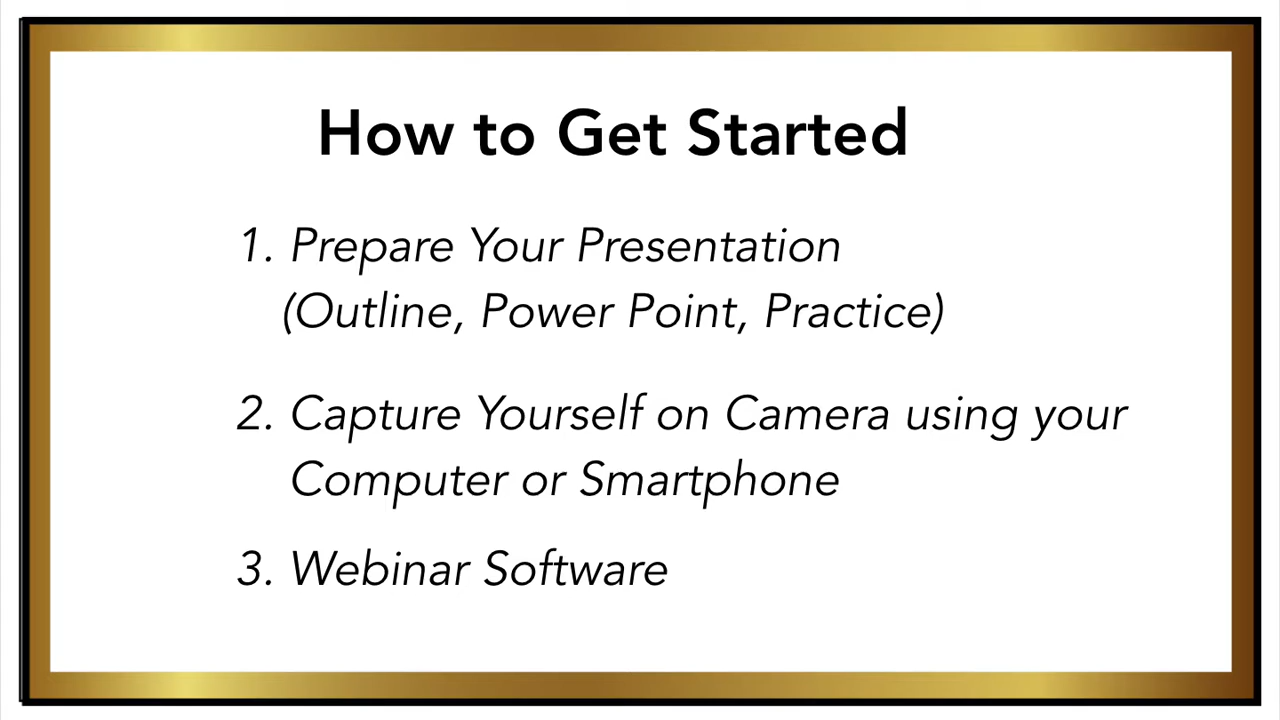 How to Get Started
1. Prepare Your Presentation
(Outline, Power Point, Practice)
2. Capture Yourself on Camera using your
Computer or Smartphone
3. Webinar Software